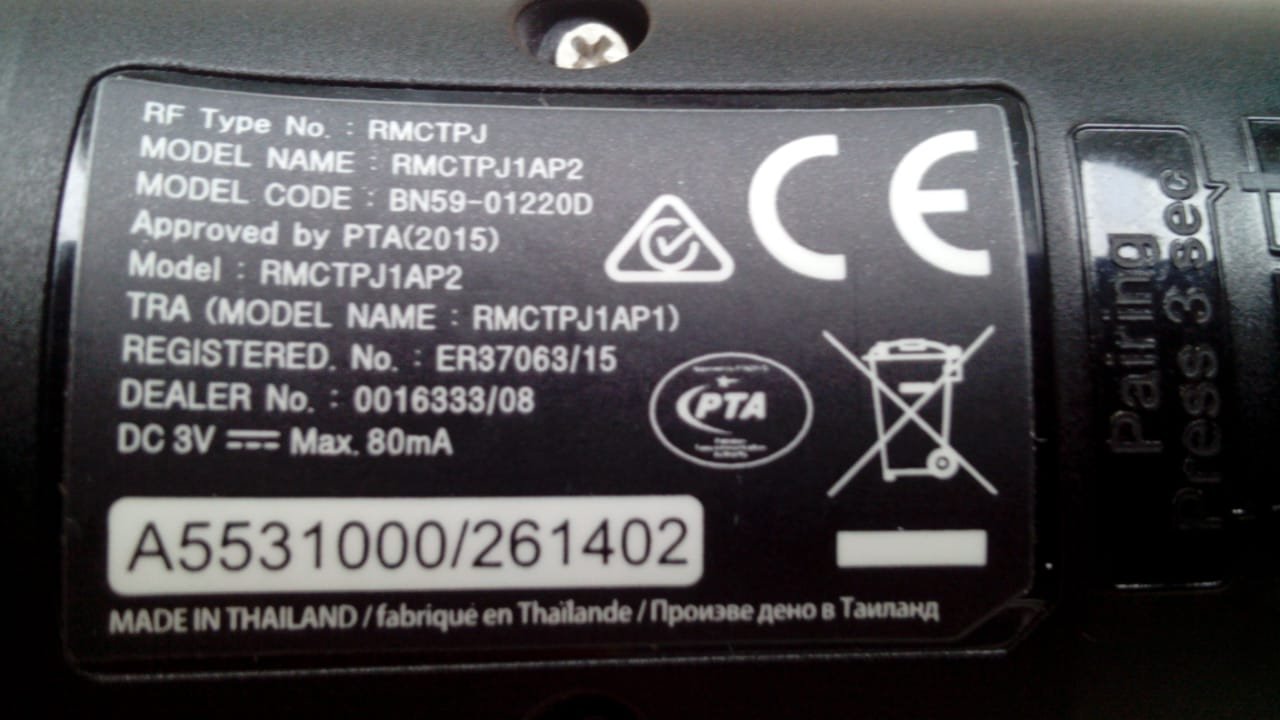 RF Type No. : RMCTPJ
MODEL NAME : RMCTPJ1AP2
MODEL CODE : BN59-01220D
Approved by PTA(2015)
Model : RMCTPJ1AP2
TRA (MODEL NAME : RMCTPJ1AP1)
REGISTERED. No. : ER37063/15
DEALER No. : 0016333/08
DC 3V Max. 80mA
CE
PTA
A5531000/261402
MADE IN THAILAND / fabriqué en Thaïlande / Произве дено в Таиланд
Pairing
Press 3 sec